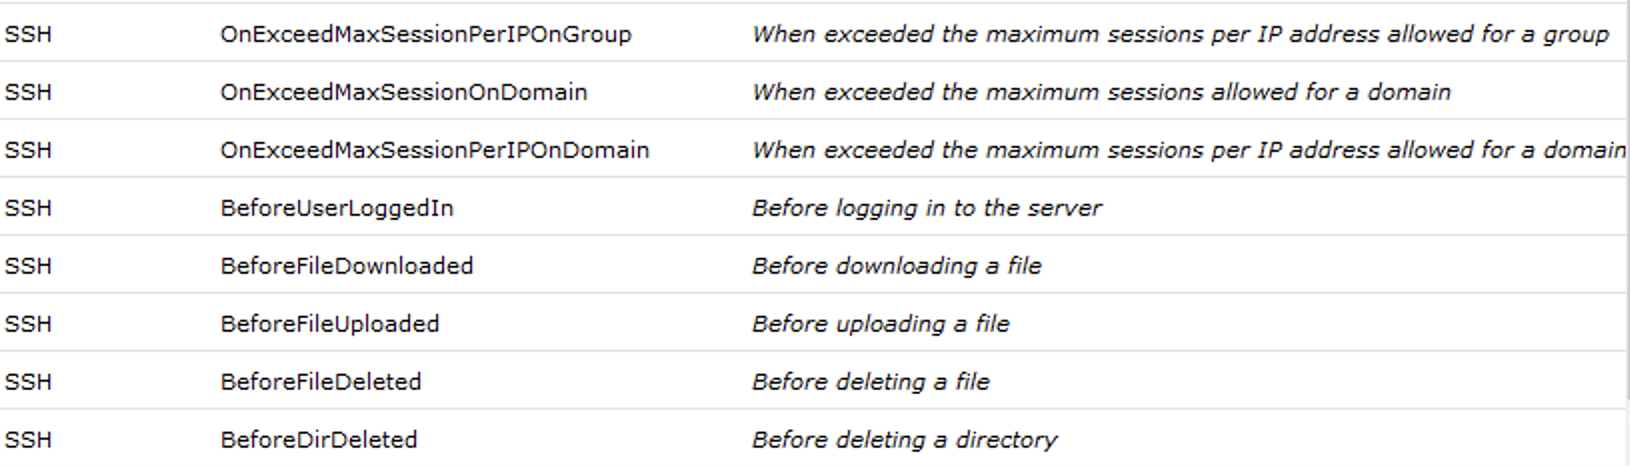 SSH OnExceedMaxSessionPerIPOnGroup When exceeded the maximum sessions per IP address allowed for a group
SSH OnExceedMaxSessionOnDomain When exceeded the maximum sessions allowed for a domain
SSH OnExceedMaxSessionPerIPOnDomain When exceeded the maximum sessions per IP address allowed for a domain
SSH BeforeUserLoggedIn Before logging in to the server
SSH BeforeFileDownloaded Before downloading a file
SSH BeforeFileUploaded Before uploading a file
SSH BeforeFileDeleted Before deleting a file
SSH BeforeDirDeleted Before deleting a directory